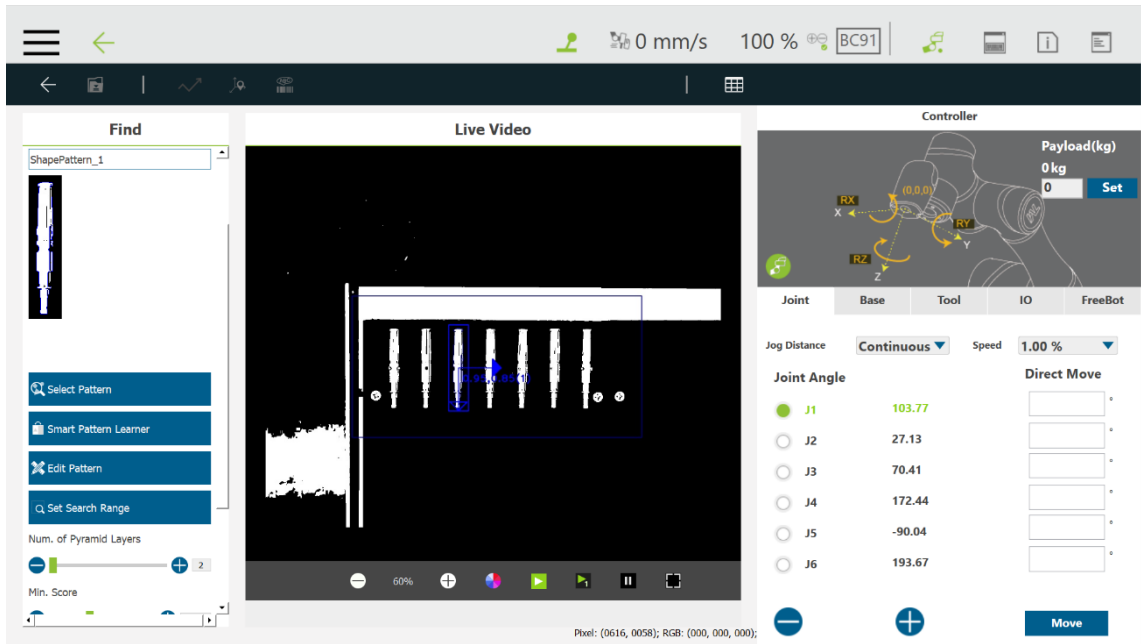 0 mm/s
100 %
BC91
Find
ShapePattern_1
Select Pattern
Smart Pattern Learner
Edit Pattern
Set Search Range
Num. of Pyramid Layers
2
Min. Score
Live Video
60%
1
Pixel: (0616, 0058); RGB: (000, 000, 000);
Controller
Payload(kg)
0 kg
0
Set
(0,0,0)
RX
X
RY
Y
RZ
Z
Joint Base Tool IO FreeBot
Jog Distance Continuous Speed 1.00 %
Joint Angle Direct Move
J1 103.77 °
J2 27.13 °
J3 70.41 °
J4 172.44 °
J5 -90.04 °
J6 193.67 °
Move